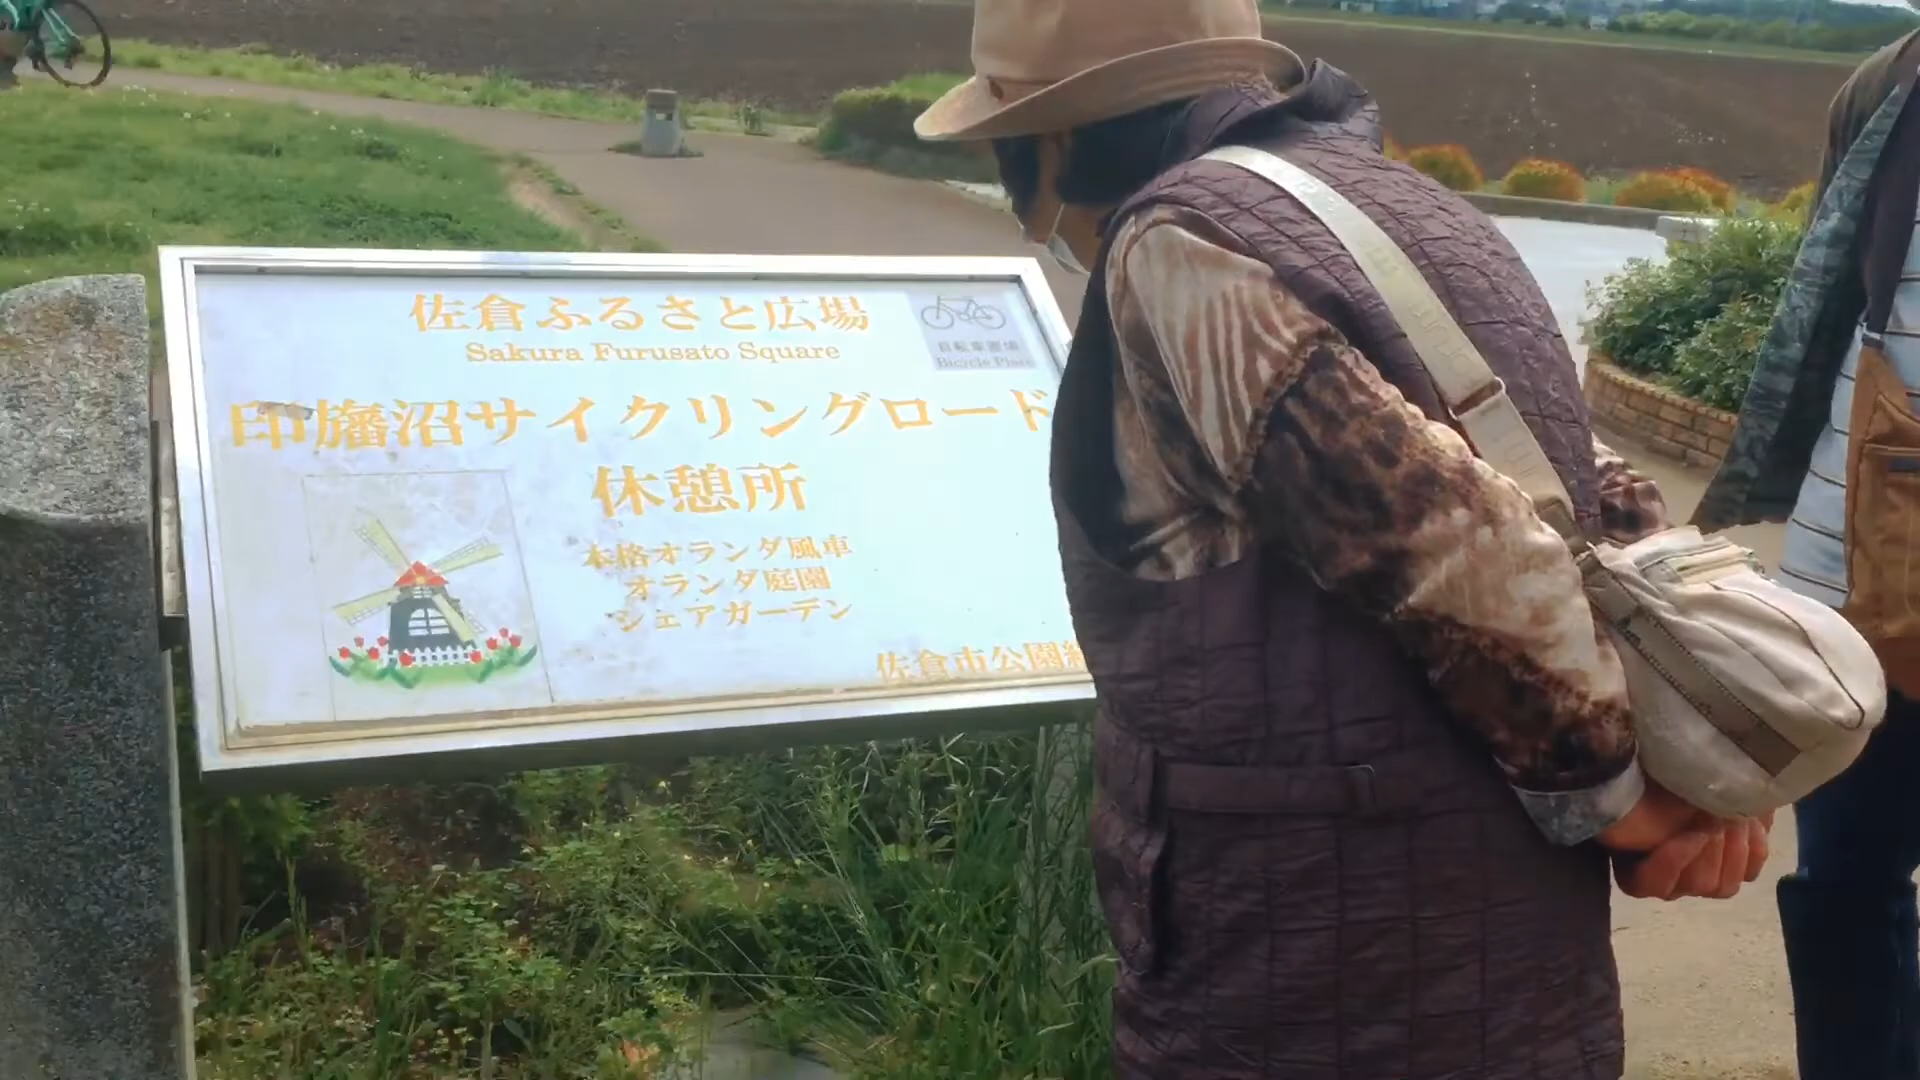 佐倉ふるさと広場
Sakura Furusato Square
自転車置場
Bicycle Place
印旛沼サイクリングロード
休憩所
本格オランダ風車
オランダ庭園
シェアガーデン
佐倉市公園緑